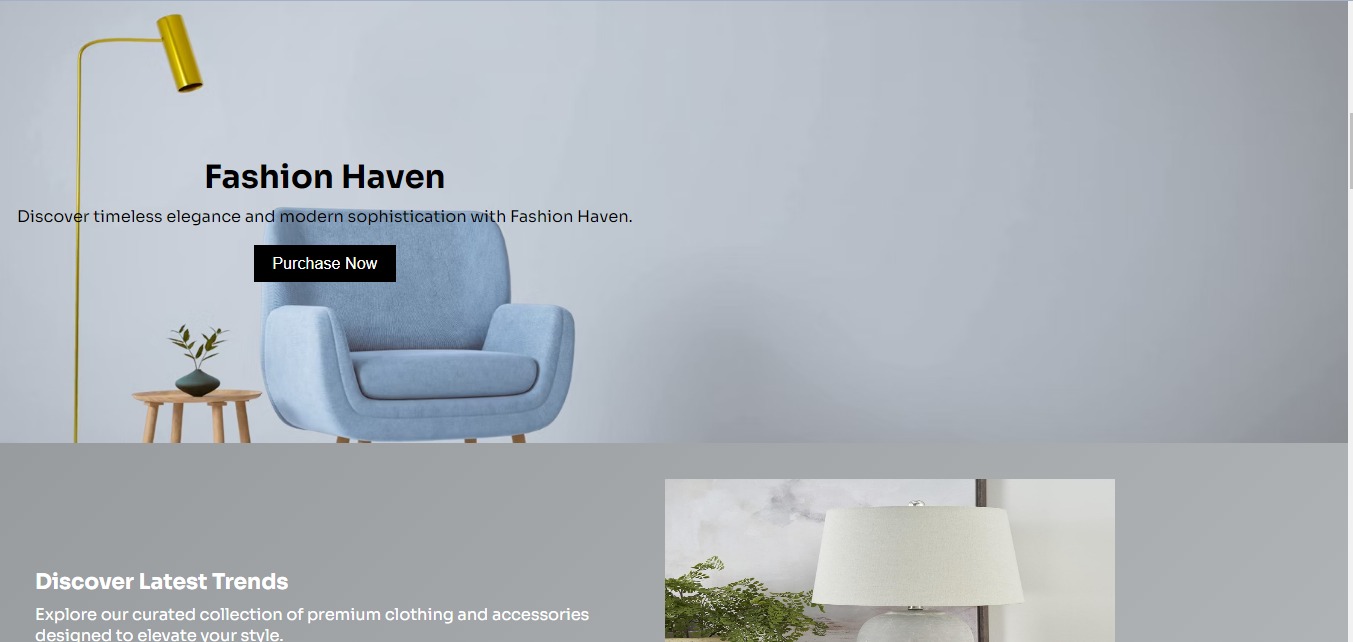 Fashion Haven
Discover timeless elegance and modern sophistication with Fashion Haven.
Purchase Now
Discover Latest Trends
Explore our curated collection of premium clothing and accessories
designed to elevate your style.